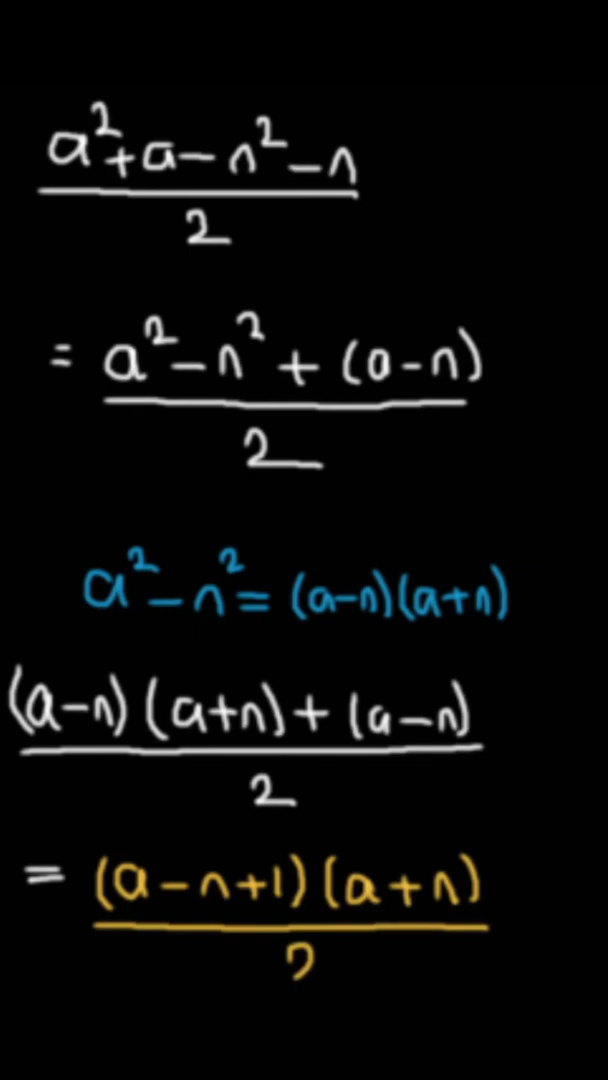 a²+a-n²-n
2
= a²-n²+(a-n)
2
a²-n²=(a-n)(a+n)
(a-n)(a+n)+(a-n)
2
= (a-n+1)(a+n)
2